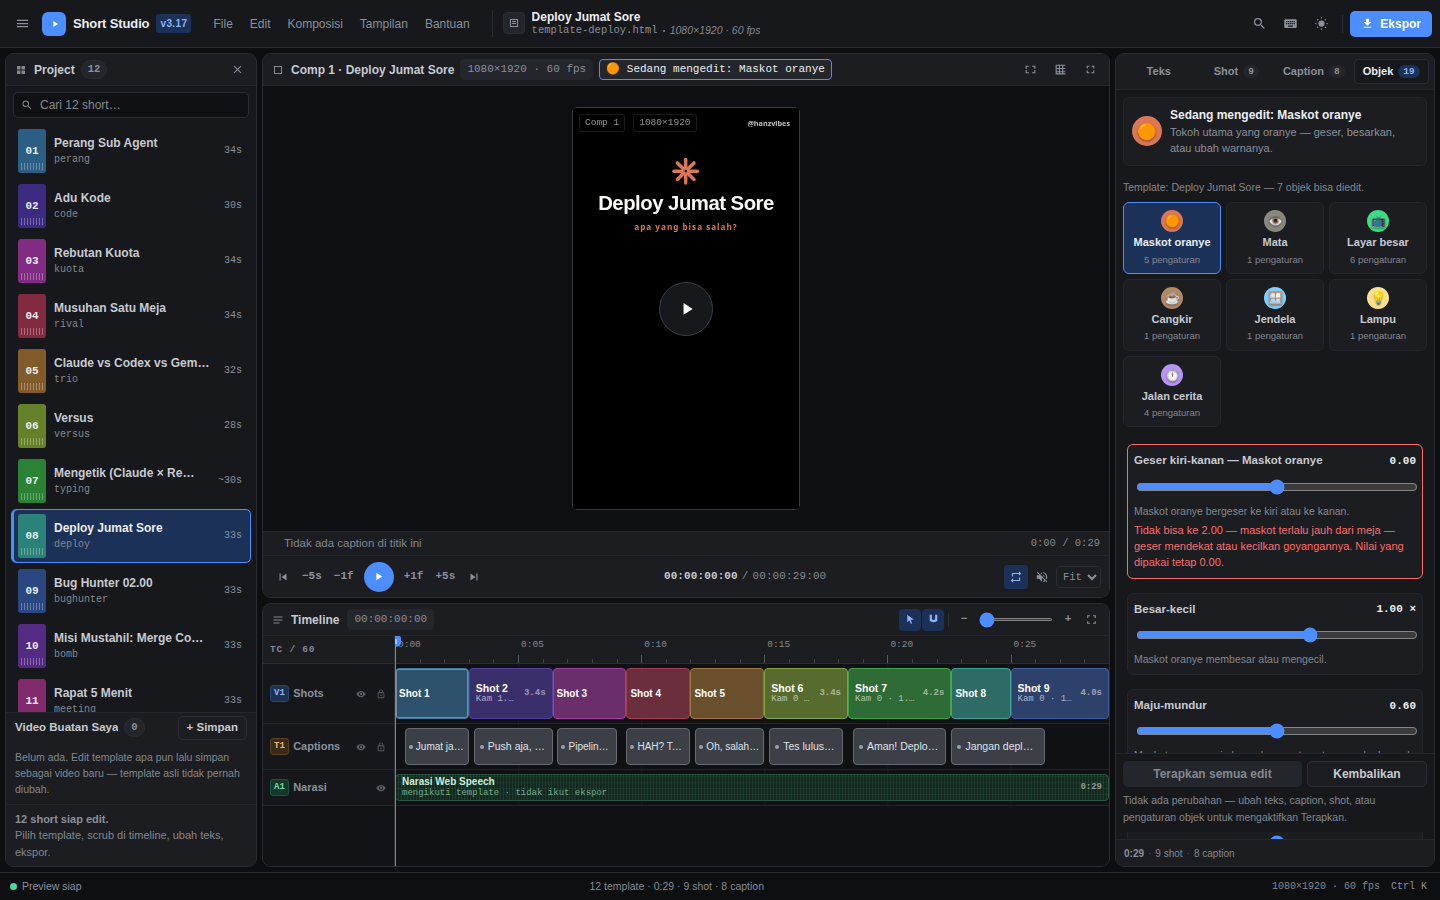 Short Studio v3.17 File Edit Komposisi Tampilan Bantuan
Deploy Jumat Sore
template-deploy.html · 1080×1920 · 60 fps
Ekspor
Project 12
Cari 12 short…
01 Perang Sub Agent 34s
perang
02 Adu Kode 30s
code
03 Rebutan Kuota 34s
kuota
04 Musuhan Satu Meja 34s
rival
05 Claude vs Codex vs Gem… 32s
trio
06 Versus 28s
versus
07 Mengetik (Claude × Re… ~30s
typing
08 Deploy Jumat Sore 33s
deploy
09 Bug Hunter 02.00 33s
bughunter
10 Misi Mustahil: Merge Co… 33s
bomb
11 Rapat 5 Menit 33s
meeting
Video Buatan Saya 0 + Simpan
Belum ada. Edit template apa pun lalu simpan
sebagai video baru — template asli tidak pernah
diubah.
12 short siap edit.
Pilih template, scrub di timeline, ubah teks,
ekspor.
Comp 1 · Deploy Jumat Sore 1080×1920 · 60 fps Sedang mengedit: Maskot oranye
Comp 1 1080×1920 @hanzvibes
Deploy Jumat Sore
apa yang bisa salah?
Tidak ada caption di titik ini 0:00 / 0:29
−5s −1f +1f +5s 00:00:00:00 / 00:00:29:00 Fit
Timeline 00:00:00:00 − +
TC / 60 0:00 0:05 0:10 0:15 0:20 0:25
V1 Shots
Shot 1
Shot 2 3.4s
Kam 1.…
Shot 3
Shot 4
Shot 5
Shot 6 3.4s
Kam 0 …
Shot 7 4.2s
Kam 0 · 1.…
Shot 8
Shot 9 4.0s
Kam 0 · 1…
T1 Captions
Jumat ja… Push aja, … Pipelin… HAH? T… Oh, salah… Tes lulus… Aman! Deplo… Jangan depl…
A1 Narasi
Narasi Web Speech
mengikuti template · tidak ikut ekspor 0:29
Teks Shot 9 Caption 8 Objek 19
Sedang mengedit: Maskot oranye
Tokoh utama yang oranye — geser, besarkan,
atau ubah warnanya.
Template: Deploy Jumat Sore — 7 objek bisa diedit.
Maskot oranye Mata Layar besar
5 pengaturan 1 pengaturan 6 pengaturan
Cangkir Jendela Lampu
1 pengaturan 1 pengaturan 1 pengaturan
Jalan cerita
4 pengaturan
Geser kiri-kanan — Maskot oranye 0.00
Maskot oranye bergeser ke kiri atau ke kanan.
Tidak bisa ke 2.00 — maskot terlalu jauh dari meja —
geser mendekat atau kecilkan goyangannya. Nilai yang
dipakai tetap 0.00.
Besar-kecil 1.00 ×
Maskot oranye membesar atau mengecil.
Maju-mundur 0.60
Terapkan semua edit Kembalikan
Tidak ada perubahan — ubah teks, caption, shot, atau
pengaturan objek untuk mengaktifkan Terapkan.
0:29 · 9 shot · 8 caption
Preview siap 12 template · 0:29 · 9 shot · 8 caption 1080×1920 · 60 fps Ctrl K